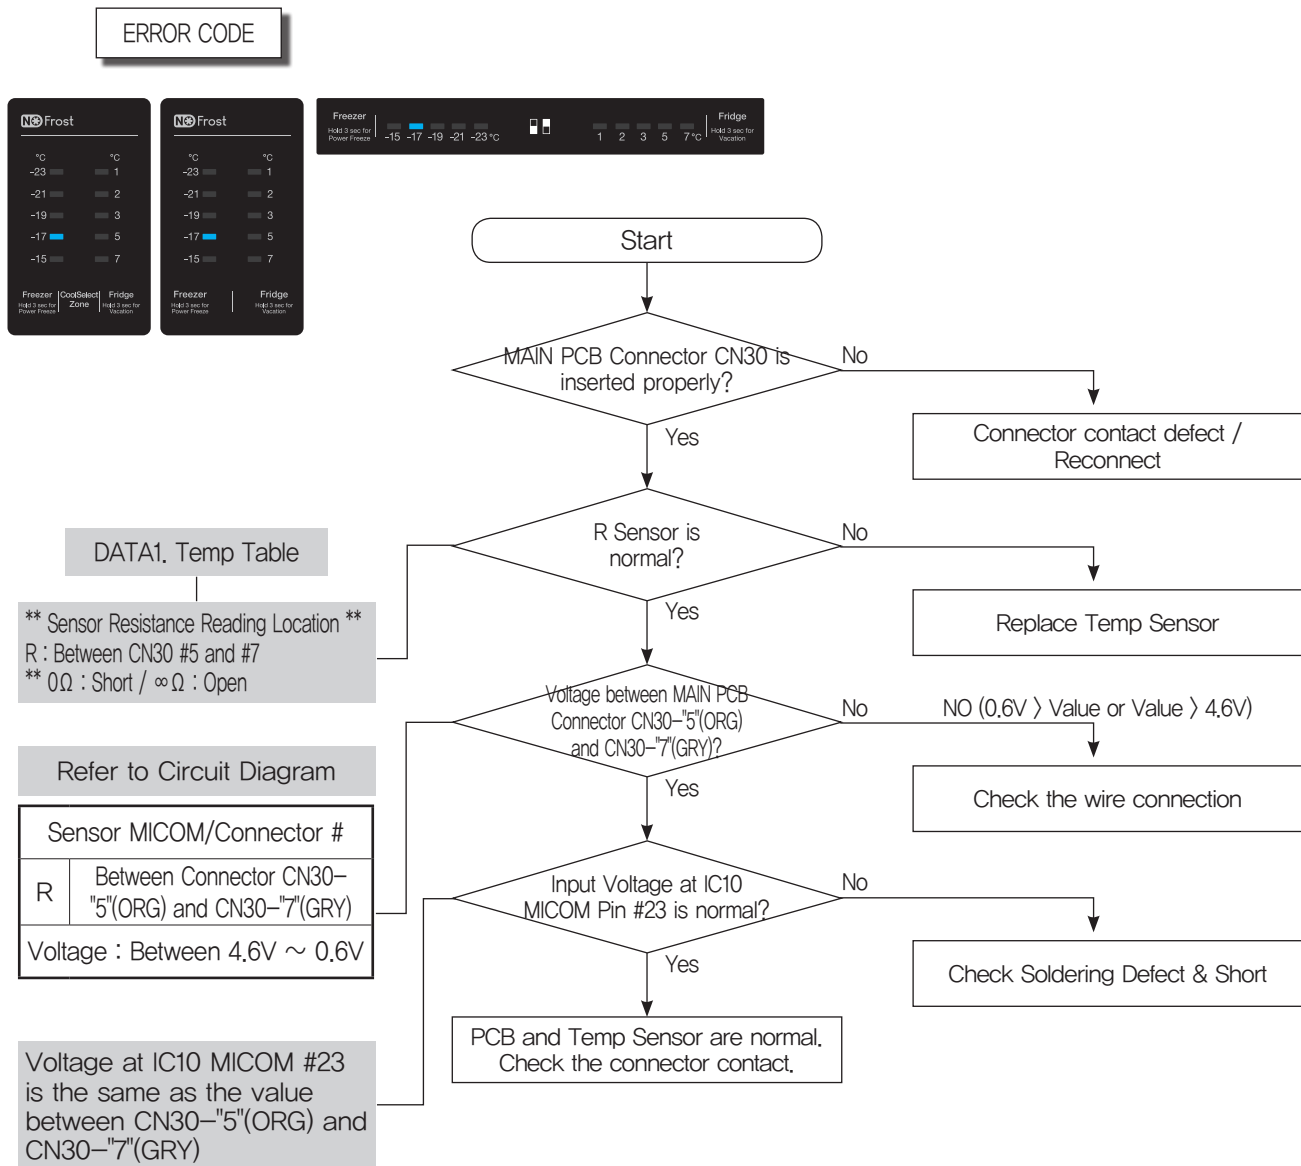 ERROR CODE
NO Frost
°C °C
-23 1
-21 2
-19 3
-17 5
-15 7
Freezer CoolSelect Fridge
Zone
Hold 3 sec for Hold 3 sec for
Power Freeze Vacation
NO Frost
°C °C
-23 1
-21 2
-19 3
-17 5
-15 7
Freezer Fridge
Hold 3 sec for Hold 3 sec for
Power Freeze Vacation
Freezer
Hold 3 sec for
Power Freeze
-15 -17 -19 -21 -23 °C
1 2 3 5 7 °C
Fridge
Hold 3 sec for
Vacation
Start
MAIN PCB Connector CN30 is
inserted properly?
No
Connector contact defect /
Reconnect
Yes
R Sensor is
normal?
No
Replace Temp Sensor
Yes
DATA1. Temp Table
** Sensor Resistance Reading Location **
R : Between CN30 #5 and #7
** 0Ω : Short / ∞Ω : Open
Voltage between MAIN PCB
Connector CN30-"5"(ORG)
and CN30-"7"(GRY)?
No
NO (0.6V > Value or Value > 4.6V)
Check the wire connection
Yes
Refer to Circuit Diagram
Sensor MICOM/Connector #
R
Between Connector CN30-
"5"(ORG) and CN30-"7"(GRY)
Voltage : Between 4.6V ~ 0.6V
Input Voltage at IC10
MICOM Pin #23 is normal?
No
Check Soldering Defect & Short
Yes
PCB and Temp Sensor are normal.
Check the connector contact.
Voltage at IC10 MICOM #23
is the same as the value
between CN30-"5"(ORG) and
CN30-"7"(GRY)